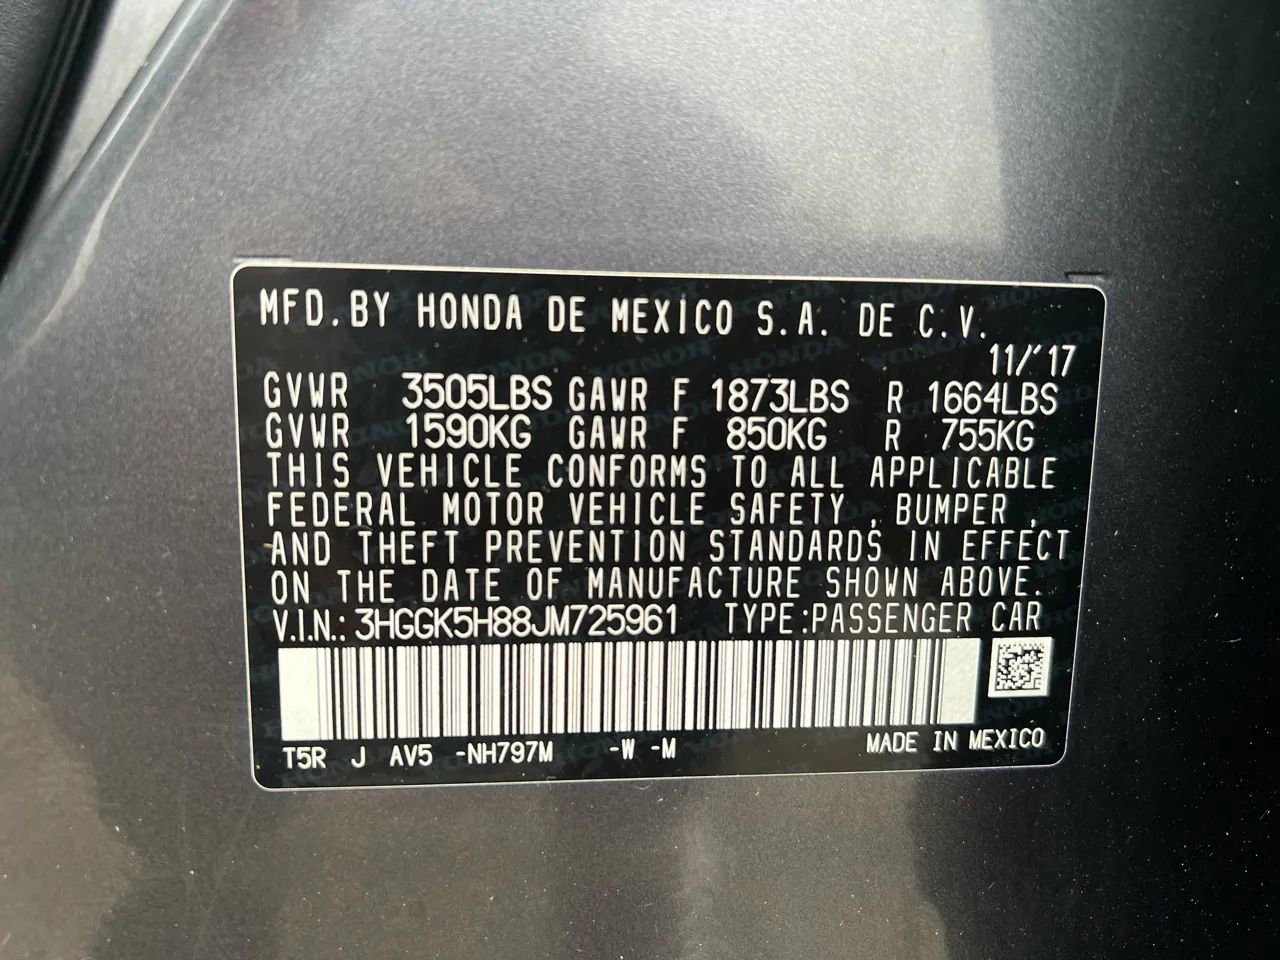 MFD. BY HONDA DE MEXICO S.A. DE C.V.
11/'17
GVWR 3505LBS GAWR F 1873LBS R 1664LBS
GVWR 1590KG GAWR F 850KG R 755KG
THIS VEHICLE CONFORMS TO ALL APPLICABLE
FEDERAL MOTOR VEHICLE SAFETY , BUMPER ,
AND THEFT PREVENTION STANDARDS IN EFFECT
ON THE DATE OF MANUFACTURE SHOWN ABOVE.
V.I.N.: 3HGGK5H88JM725961 TYPE:PASSENGER CAR
T5R J AV5 -NH797M -W -M MADE IN MEXICO